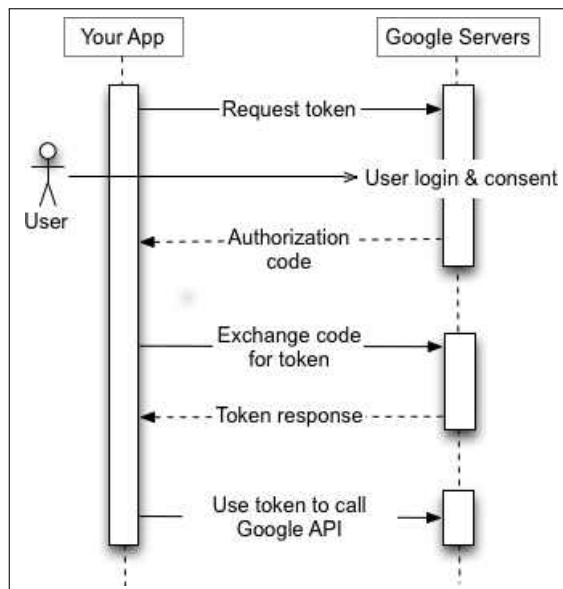 Your App
Google Servers
Request token
User login & consent
User
Authorization
code
Exchange code
for token
Token response
Use token to call
Google API